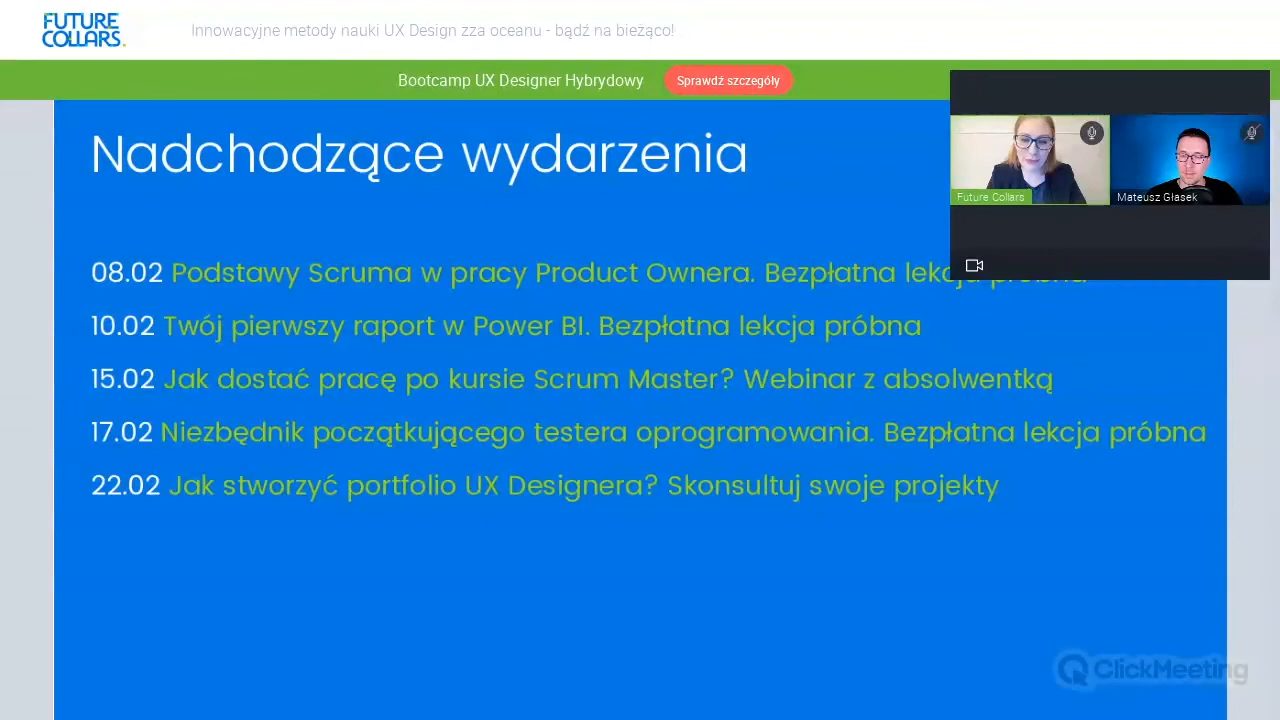 FUTURE
COLLARS.
Innowacyjne metody nauki UX Design zza oceanu - bądź na bieżąco!
Bootcamp UX Designer Hybrydowy
Sprawdź szczegóły
Nadchodzące wydarzenia
Future Collars
Mateusz Głasek
08.02 Podstawy Scruma w pracy Product Ownera. Bezpłatna lekcja próbna
10.02 Twój pierwszy raport w Power BI. Bezpłatna lekcja próbna
15.02 Jak dostać pracę po kursie Scrum Master? Webinar z absolwentką
17.02 Niezbędnik początkującego testera oprogramowania. Bezpłatna lekcja próbna
22.02 Jak stworzyć portfolio UX Designera? Skonsultuj swoje projekty
ClickMeeting